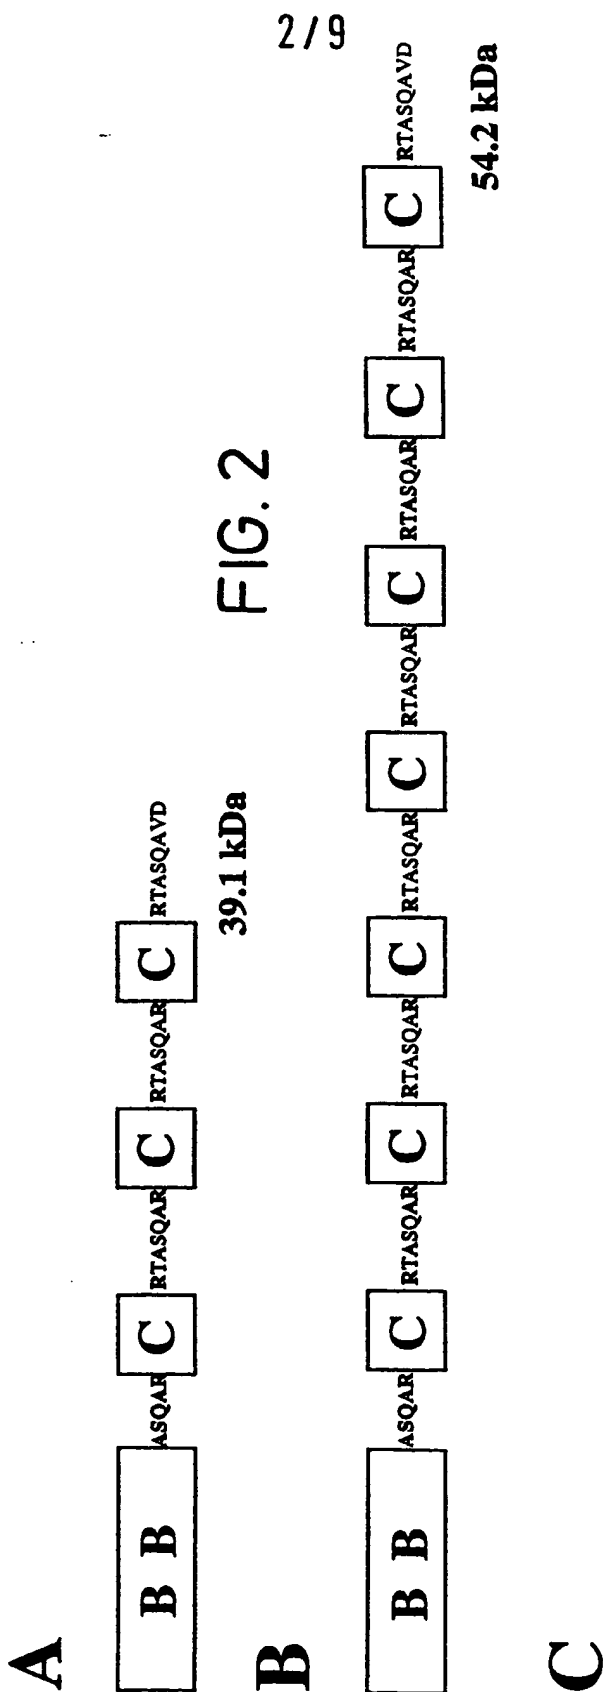 2/9
A
B B ASQAR C RTASQAR C RTASQAR C RTASQAVD
39.1 kDa
FIG. 2
B
B B ASQAR C RTASQAR C RTASQAR C RTASQAR C RTASQAR C RTASQAR C RTASQAR C RTASQAVD
54.2 kDa
C